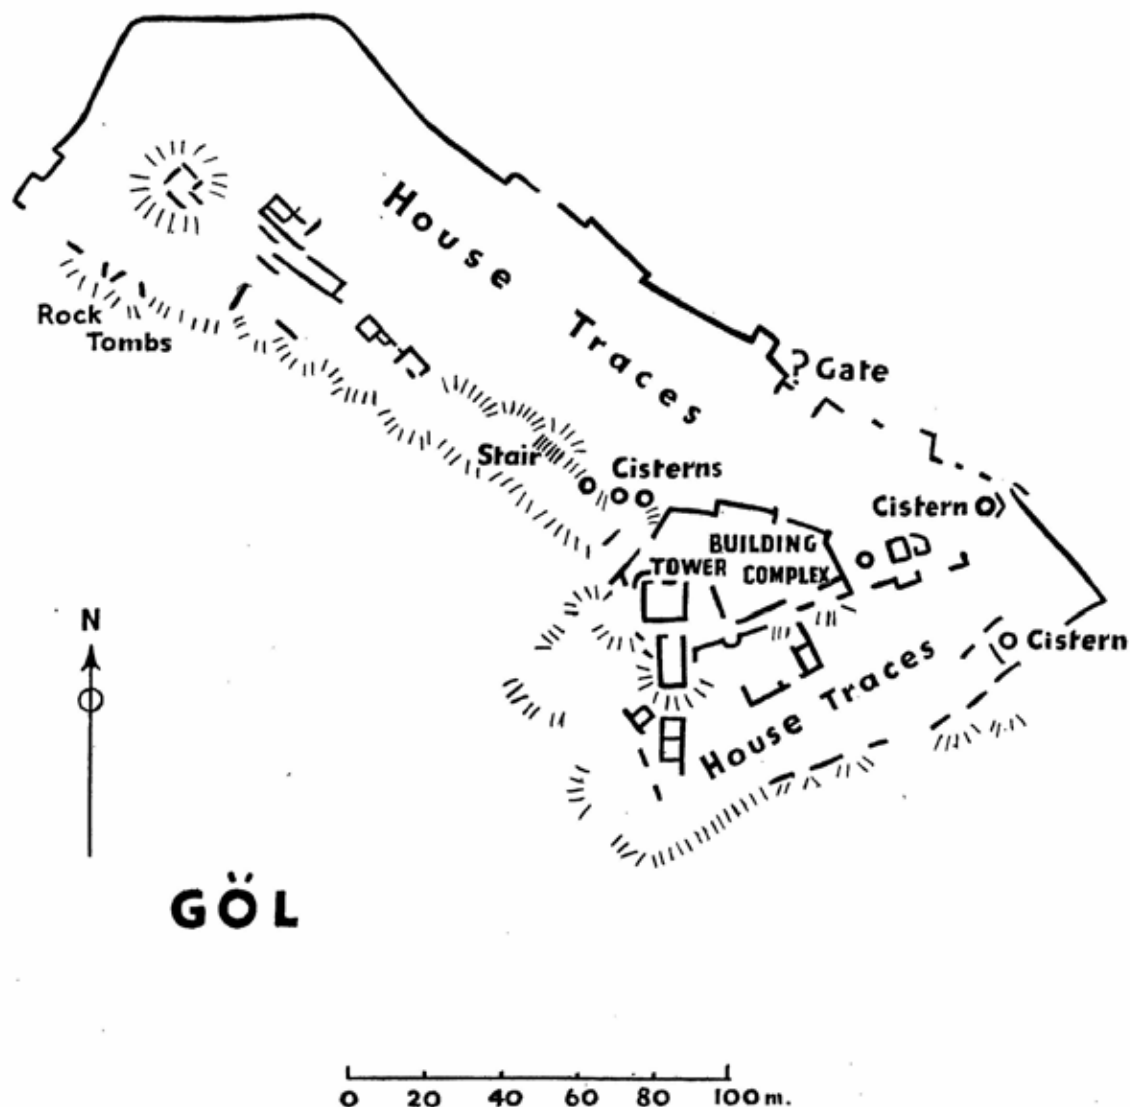 House
Traces
Rock
Tombs
? Gate
Stair
Cisterns
Cistern
BUILDING
TOWER
COMPLEX
N
Cistern
House Traces
GÖL
0 20 40 60 80 100 m.